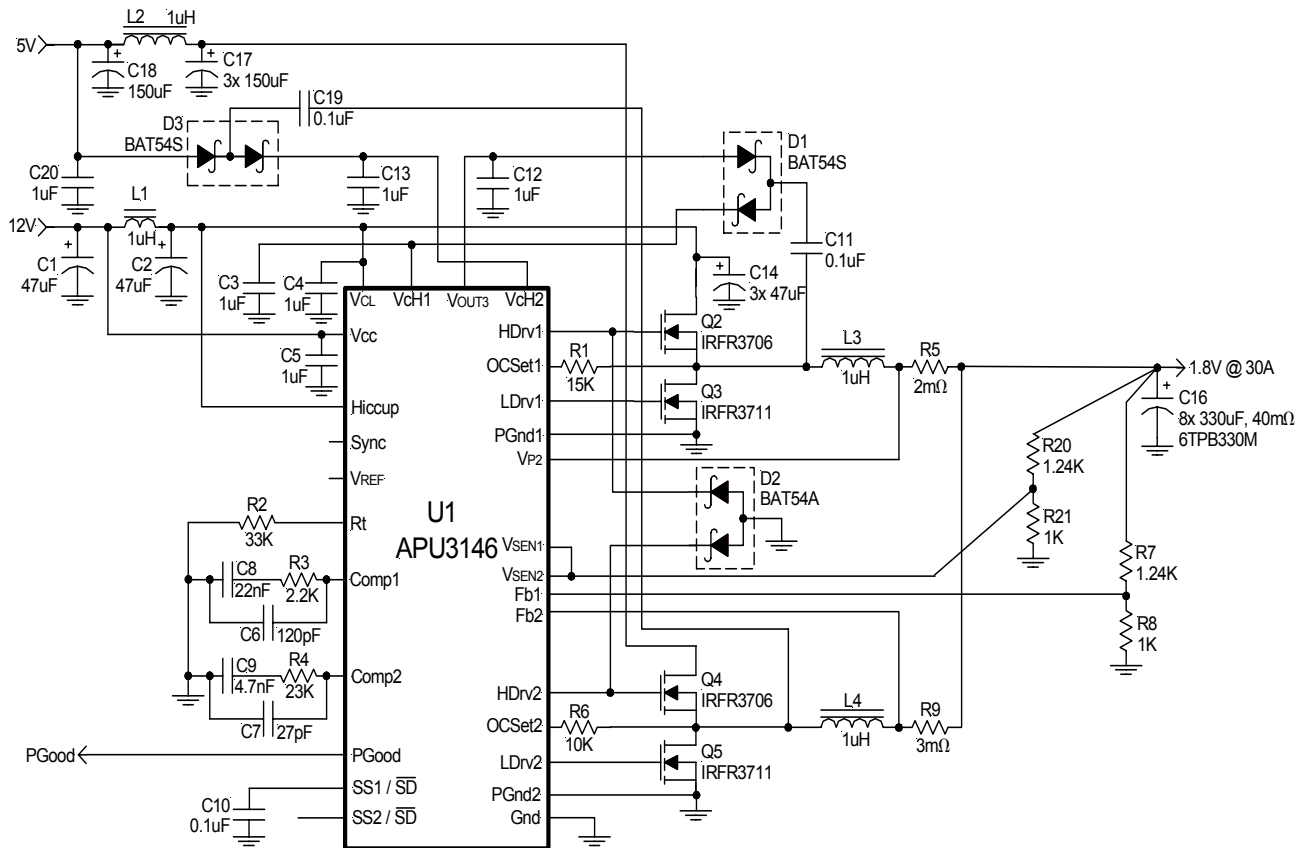 L2 1uH
5V
C18
150uF
C17
3x 150uF
C19
0.1uF
D3
BAT54S
D1
BAT54S
C20
1uF
C13
1uF
C12
1uF
L1
12V
1uH
C1
47uF
C2
47uF
C3
1uF
C4
1uF
C11
0.1uF
C14
3x 47uF
VCL VcH1 VOUT3 VcH2
Vcc
C5
1uF
HDrv1
Q2
IRFR3706
OCSet1
R1
15K
L3
1uH
R5
2mΩ
1.8V @ 30A
C16
8x 330uF, 40mΩ
6TPB330M
Hiccup
LDrv1
Q3
IRFR3711
PGnd1
Sync
VP2
R20
1.24K
VREF
D2
BAT54A
R21
1K
R2
33K
Rt
U1
APU3146
VSEN1
VSEN2
R7
1.24K
C8
22nF
R3
2.2K
Comp1
Fb1
Fb2
C6 120pF
R8
1K
C9
4.7nF
R4
23K
Comp2
C7 27pF
HDrv2
Q4
IRFR3706
OCSet2
R6
10K
L4
1uH
R9
3mΩ
PGood
PGood
LDrv2
Q5
IRFR3711
SS1 / SD
PGnd2
C10
0.1uF
SS2 / SD
Gnd